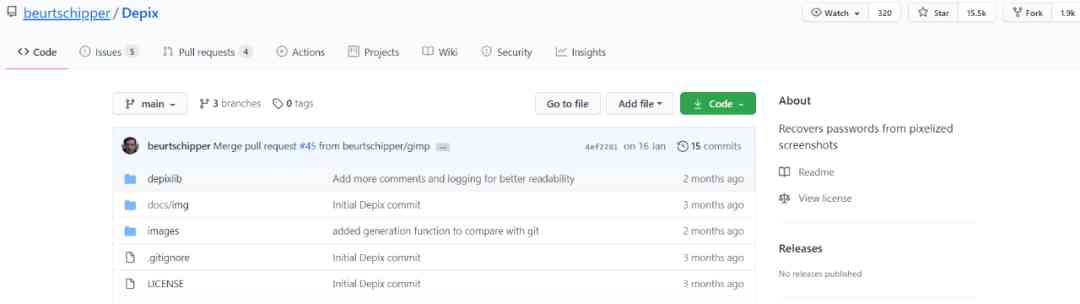 beurtschipper / Depix
Watch 320 Star 15.5k Fork 1.9k
Code Issues 5 Pull requests 4 Actions Projects Wiki Security Insights
main 3 branches 0 tags Go to file Add file Code
beurtschipper Merge pull request #45 from beurtschipper/gimp ... 4ef2201 on 16 Jan 15 commits
depixlib Add more comments and logging for better readability 2 months ago
docs/img Initial Depix commit 3 months ago
images added generation function to compare with git 2 months ago
.gitignore Initial Depix commit 3 months ago
LICENSE Initial Depix commit 3 months ago
About
Recovers passwords from pixelized
screenshots
Readme
View license
Releases
No releases published